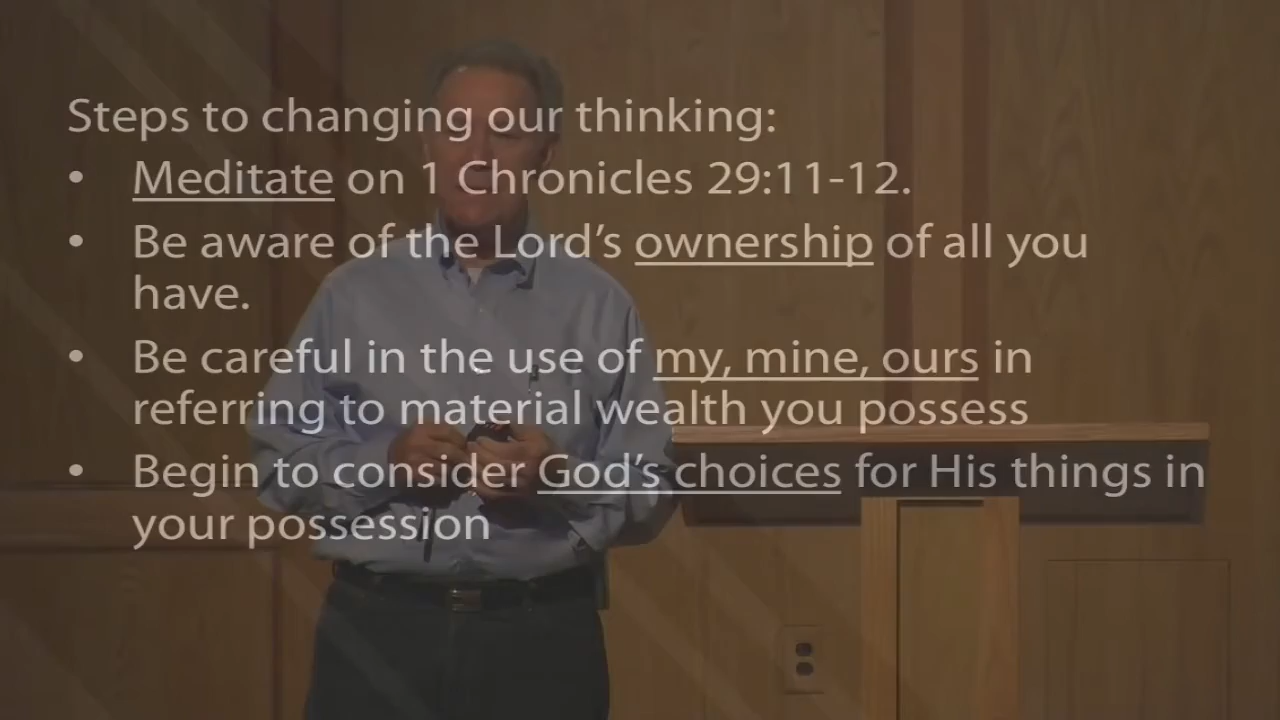 Steps to changing our thinking:
• Meditate on 1 Chronicles 29:11-12.
• Be aware of the Lord’s ownership of all you
have.
• Be careful in the use of my, mine, ours in
referring to material wealth you possess
• Begin to consider God’s choices for His things in
your possession